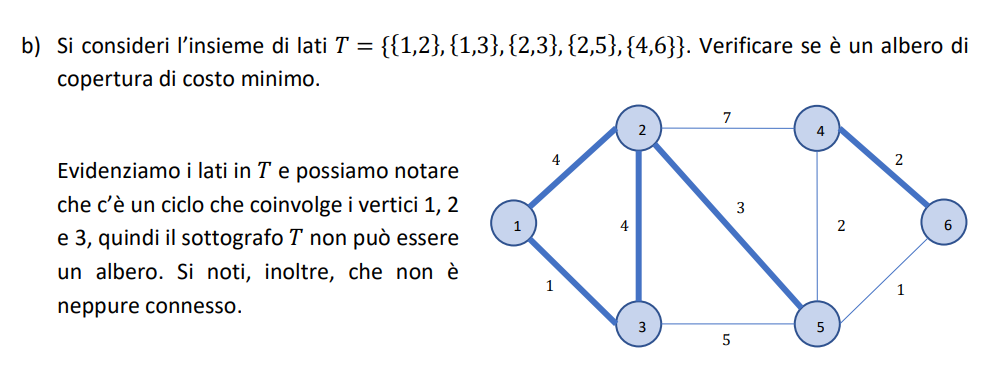 b) Si consideri l’insieme di lati T = {{1,2}, {1,3}, {2,3}, {2,5}, {4,6}}. Verificare se è un albero di
copertura di costo minimo.
Evidenziamo i lati in T e possiamo notare
che c’è un ciclo che coinvolge i vertici 1, 2
e 3, quindi il sottografo T non può essere
un albero. Si noti, inoltre, che non è
neppure connesso.
7
2
4
4
2
3
1
4
2
6
1
1
3
5
5